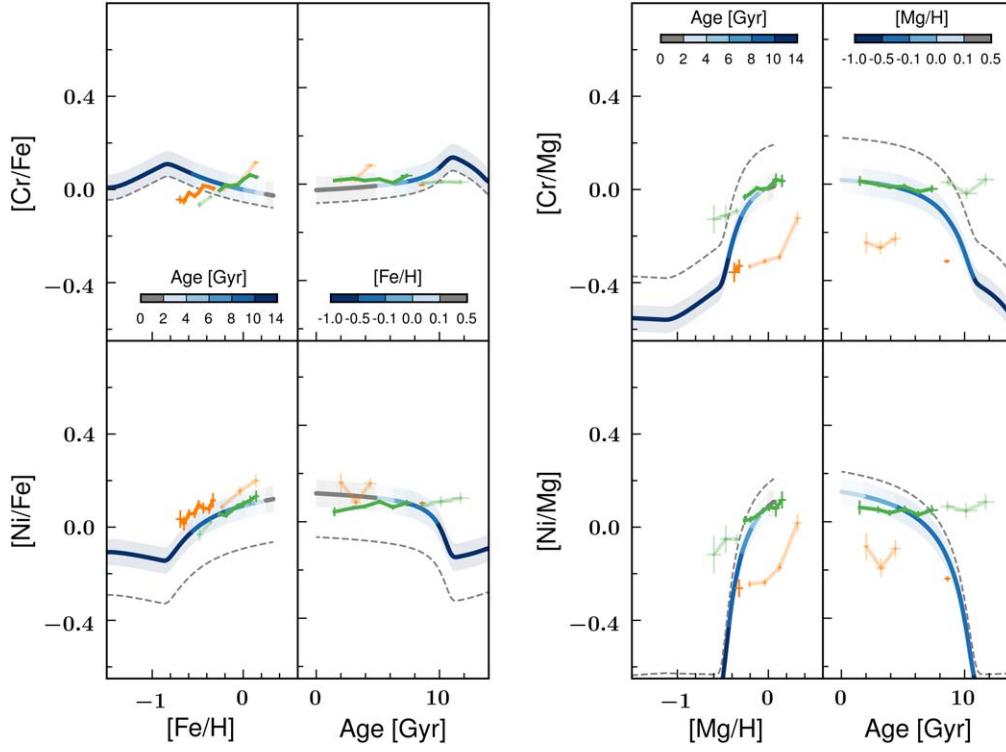 Age [Gyr]
0 2 4 6 8 10 14
[Mg/H]
-1.0 -0.5 -0.1 0.0 0.1 0.5
[Cr/Fe]
0.4
0.0
−0.4
Age [Gyr]
0 2 4 6 8 10 14
[Fe/H]
-1.0 -0.5 -0.1 0.0 0.1 0.5
[Cr/Mg]
0.4
0.0
−0.4
[Ni/Fe]
0.4
0.0
−0.4
[Ni/Mg]
0.4
0.0
−0.4
−1 0 0 10 −1 0 0 10
[Fe/H] Age [Gyr] [Mg/H] Age [Gyr]